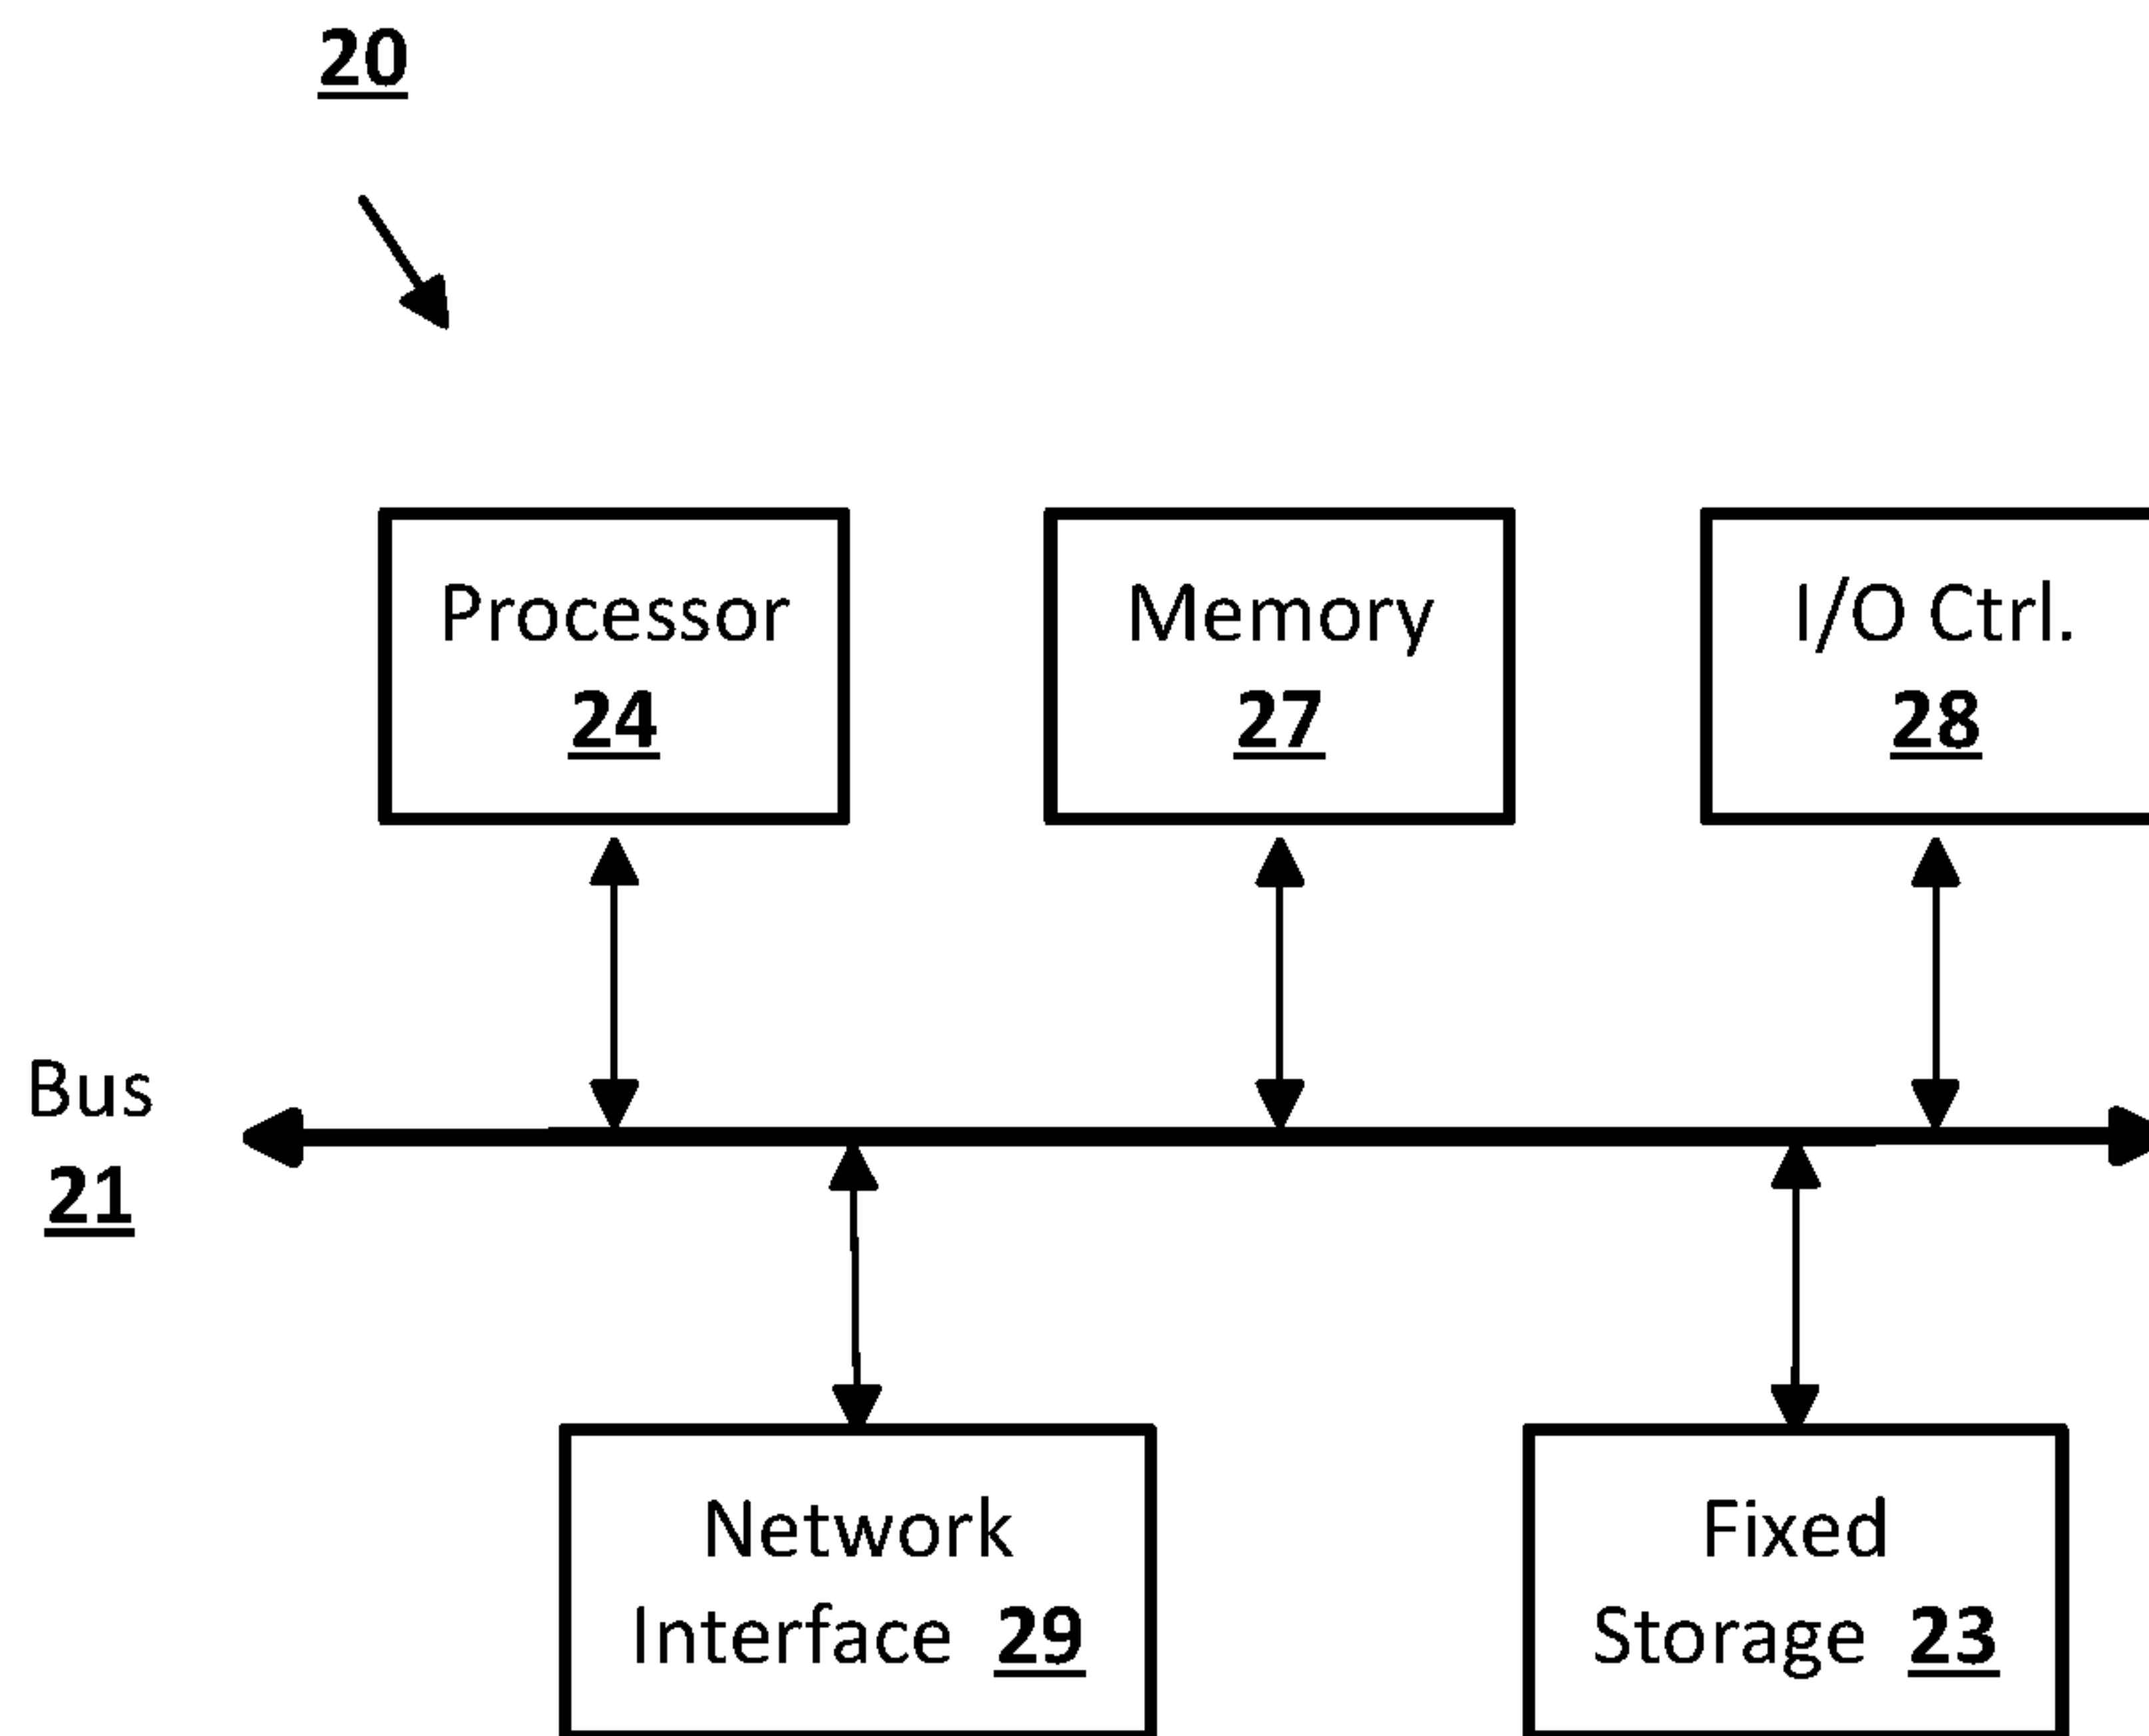 20
Processor
24
Memory
27
I/O Ctrl.
28
Bus
21
Network
Interface 29
Fixed
Storage 23